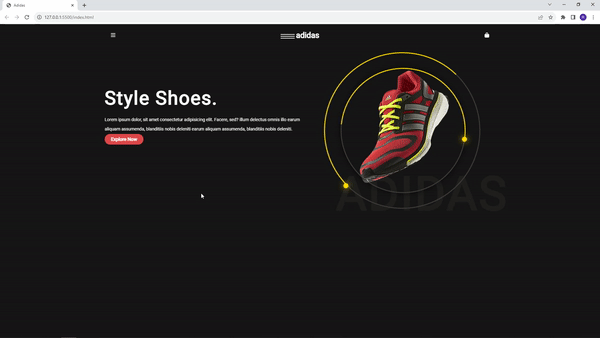 Adidas
127.0.0.1:5500/index.html
adidas
Style Shoes.
Lorem ipsum dolor, sit amet consectetur adipisicing elit. Facere, sed? Illum delectus omnis illo earum
aliquam assumenda, blanditiis nobis deleniti earum aliquam assumenda, blanditiis nobis deleniti.
Explore Now
ADIDAS